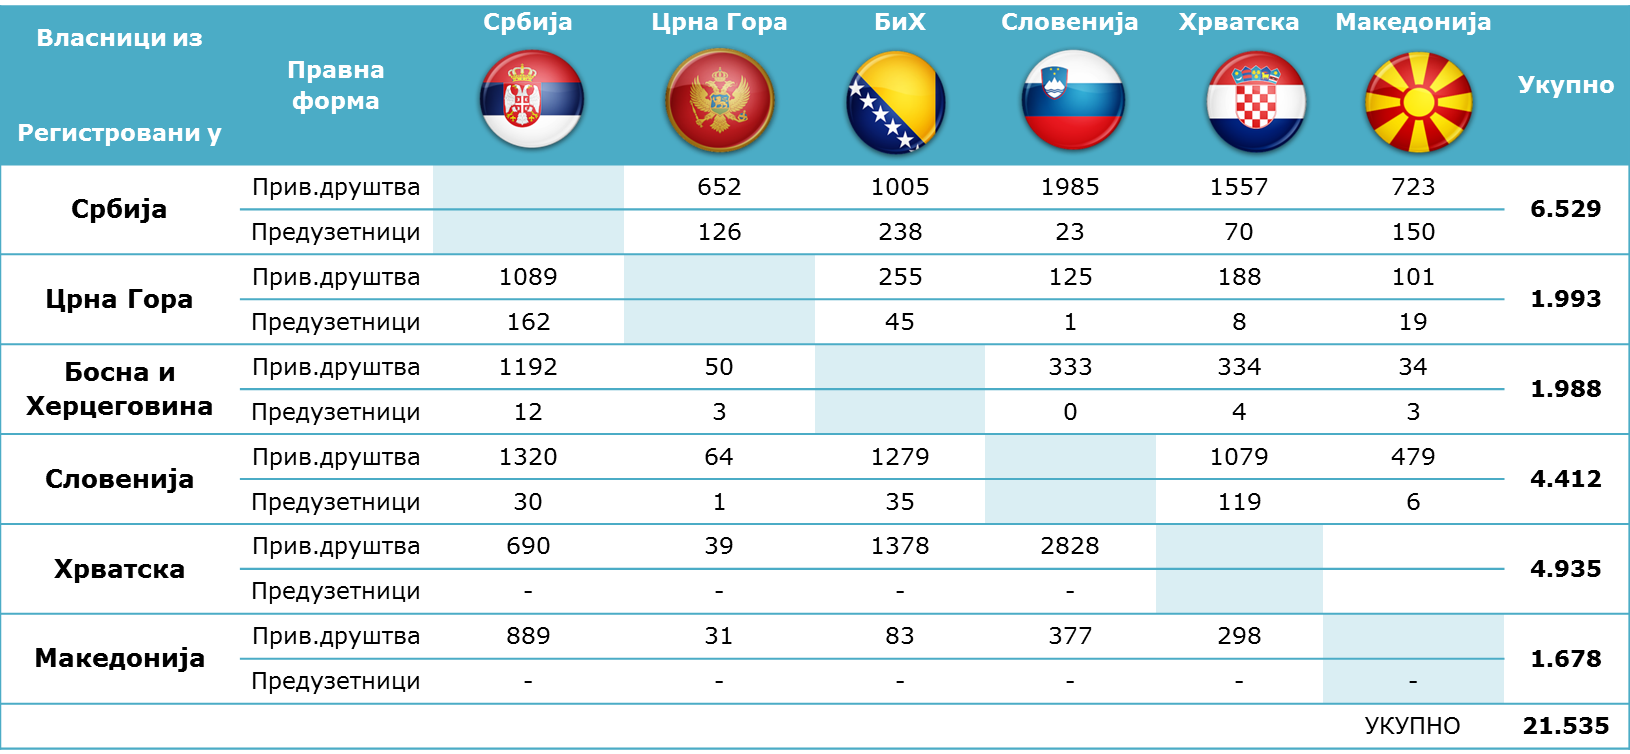 Власници из
Регистровани у
Правна
форма
Србија
Црна Гора
БиХ
Словенија
Хрватска
Македонија
Укупно
Србија
Прив.друштва 652 1005 1985 1557 723
Предузетници 126 238 23 70 150
6.529
Црна Гора
Прив.друштва 1089 255 125 188 101
Предузетници 162 45 1 8 19
1.993
Босна и
Херцеговина
Прив.друштва 1192 50 333 334 34
Предузетници 12 3 0 4 3
1.988
Словенија
Прив.друштва 1320 64 1279 1079 479
Предузетници 30 1 35 119 6
4.412
Хрватска
Прив.друштва 690 39 1378 2828
Предузетници - - - -
4.935
Македонија
Прив.друштва 889 31 83 377 298
Предузетници - - - - - -
1.678
УКУПНО 21.535